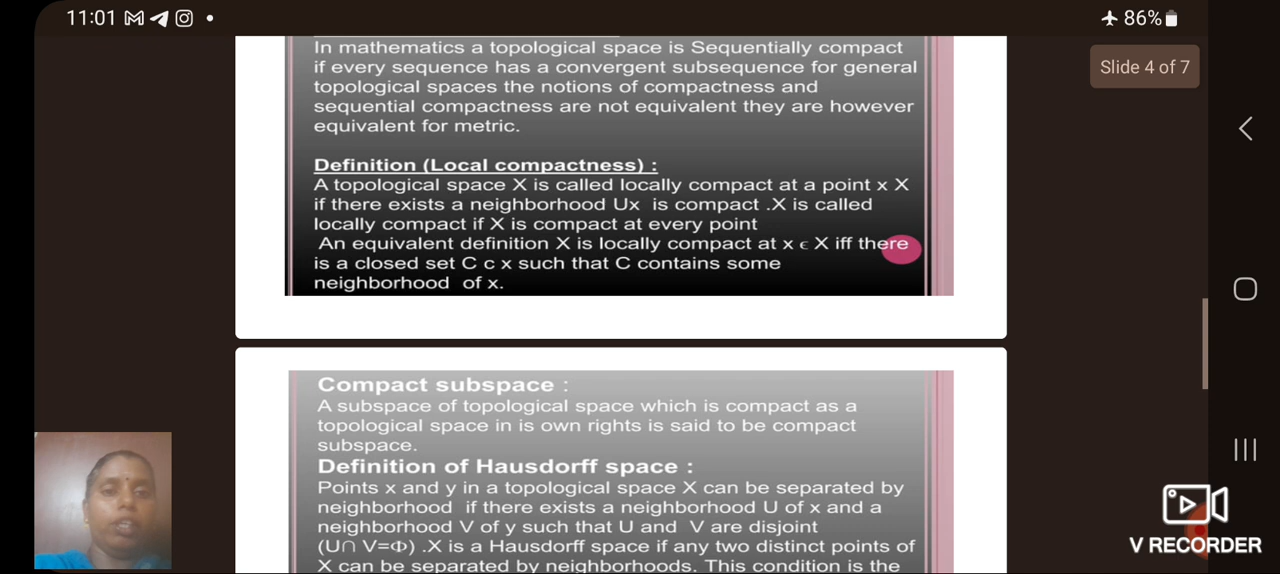 11:01
86%
Slide 4 of 7
In mathematics a topological space is Sequentially compact
if every sequence has a convergent subsequence for general
topological spaces the notions of compactness and
sequential compactness are not equivalent they are however
equivalent for metric.
Definition (Local compactness) :
A topological space X is called locally compact at a point x X
if there exists a neighborhood Ux is compact .X is called
locally compact if X is compact at every point
An equivalent definition X is locally compact at x ϵ X iff there
is a closed set C c x such that C contains some
neighborhood of x.
Compact subspace :
A subspace of topological space which is compact as a
topological space in is own rights is said to be compact
subspace.
Definition of Hausdorff space :
Points x and y in a topological space X can be separated by
neighborhood if there exists a neighborhood U of x and a
neighborhood V of y such that U and V are disjoint
(U∩ V=Φ) .X is a Hausdorff space if any two distinct points of
X can be separated by neighborhoods. This condition is the
V RECORDER